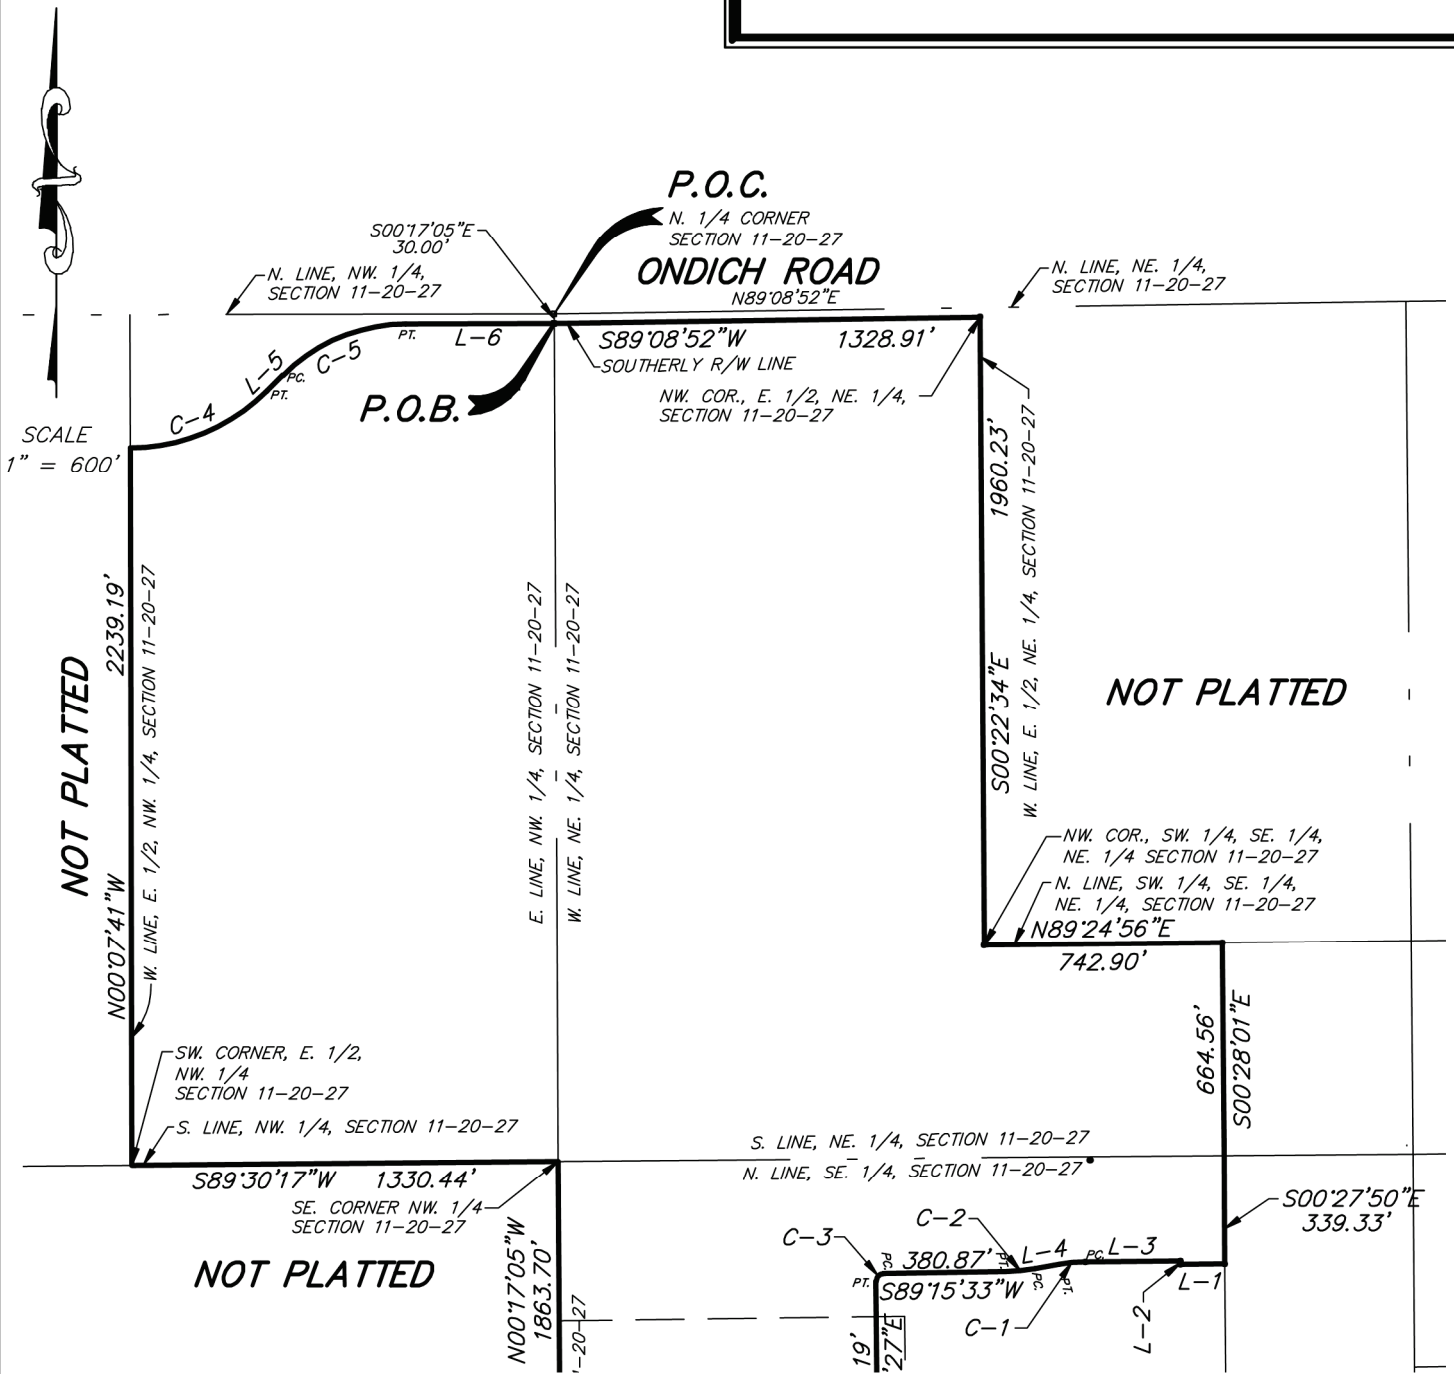 P.O.C.
N. 1/4 CORNER
SECTION 11-20-27
ONDICH ROAD
N89°08'52"E
S00°17'05"E
30.00'
N. LINE, NW. 1/4,
SECTION 11-20-27
N. LINE, NE. 1/4,
SECTION 11-20-27
PT.
L-6
S89°08'52"W
1328.91'
SOUTHERLY R/W LINE
C-5
L-5
PC.
PT.
C-4
P.O.B.
NW. COR., E. 1/2, NE. 1/4,
SECTION 11-20-27
SCALE
1" = 600'
1960.23'
S00°22'34"E
W. LINE, E. 1/2, NE. 1/4, SECTION 11-20-27
2239.19'
N00°07'41"W
W. LINE, E. 1/2, NW. 1/4, SECTION 11-20-27
NOT PLATTED
E. LINE, NW. 1/4, SECTION 11-20-27
W. LINE, NE. 1/4, SECTION 11-20-27
NOT PLATTED
NW. COR., SW. 1/4, SE. 1/4,
NE. 1/4 SECTION 11-20-27
N. LINE, SW. 1/4, SE. 1/4,
NE. 1/4, SECTION 11-20-27
N89°24'56"E
742.90'
664.56'
S00°28'01"E
SW. CORNER, E. 1/2,
NW. 1/4
SECTION 11-20-27
S. LINE, NW. 1/4, SECTION 11-20-27
S. LINE, NE. 1/4, SECTION 11-20-27
N. LINE, SE. 1/4, SECTION 11-20-27
S89°30'17"W
1330.44'
SE. CORNER NW. 1/4
SECTION 11-20-27
S00°27'50"E
339.33'
NOT PLATTED
N00°17'05"W
1863.70'
-20-27
C-3
C-2
PC.
380.87'
PT.
L-4
PC.
L-3
PT.
S89°15'33"W
PC.
PT.
L-1
C-1
L-2
19'
'27"E